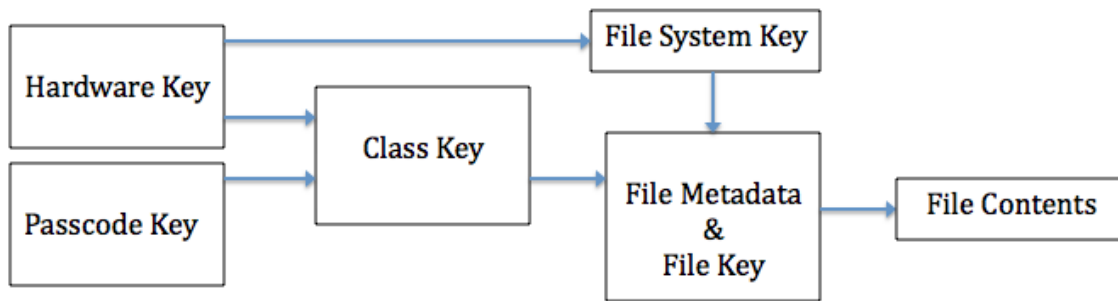 Hardware Key
File System Key
Class Key
Passcode Key
File Metadata
&
File Key
File Contents